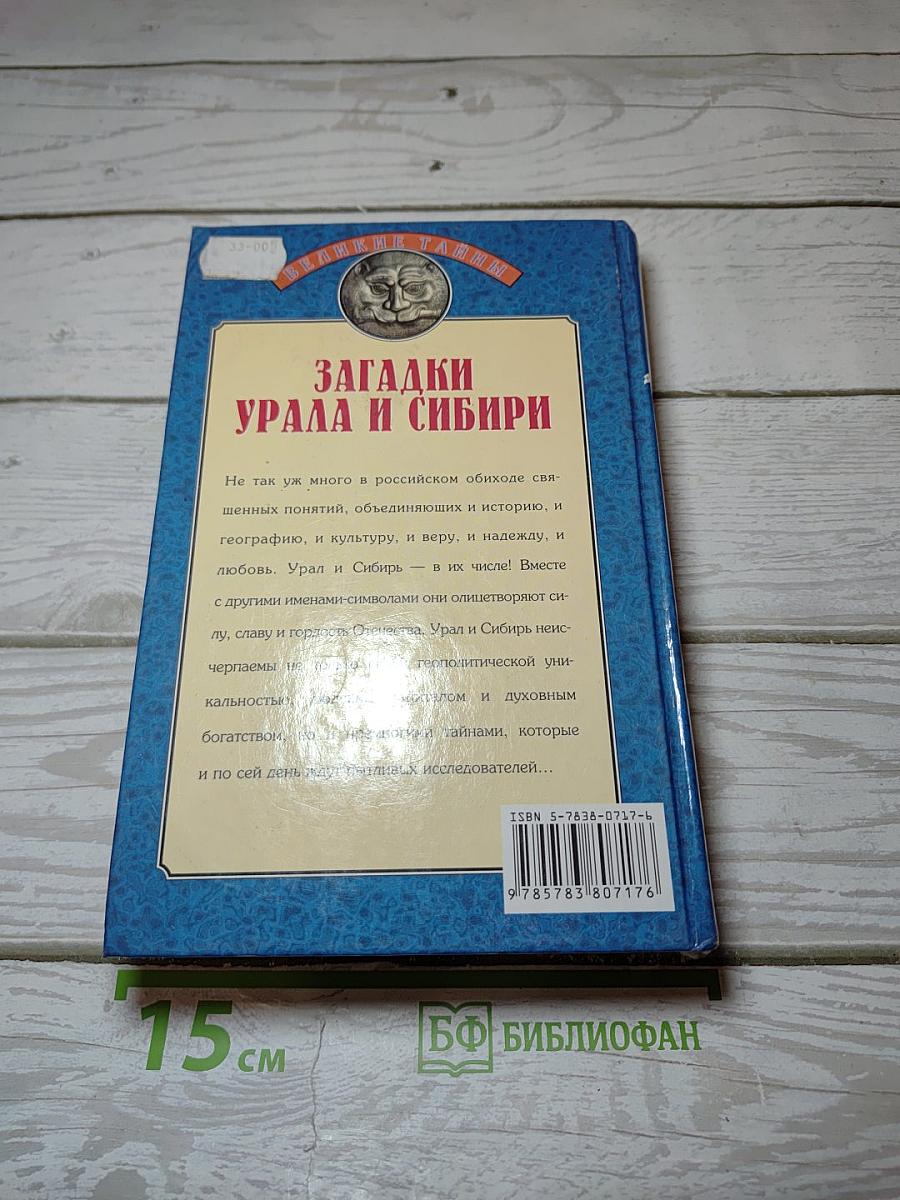 33-00
ВЕЛИКИЕ ТАЙНЫ
ЗАГАДКИ
УРАЛА И СИБИРИ
Не так уж много в российском обиходе свя-
щенных понятий, объединяющих и историю, и
географию, и культуру, и веру, и надежду, и
любовь. Урал и Сибирь — в их числе! Вместе
с другими именами-символами они олицетворяют си-
лу, славу и гордость Отечества. Урал и Сибирь неис-
черпаемы не геополитической уни-
кальностью, и духовным
богатством, но и тайнами, которые
и по сей день ждут пытливых исследователей...
ISBN 5-7838-0717-6
9 785783 807176
15 см
БФ БИБЛИОФАН